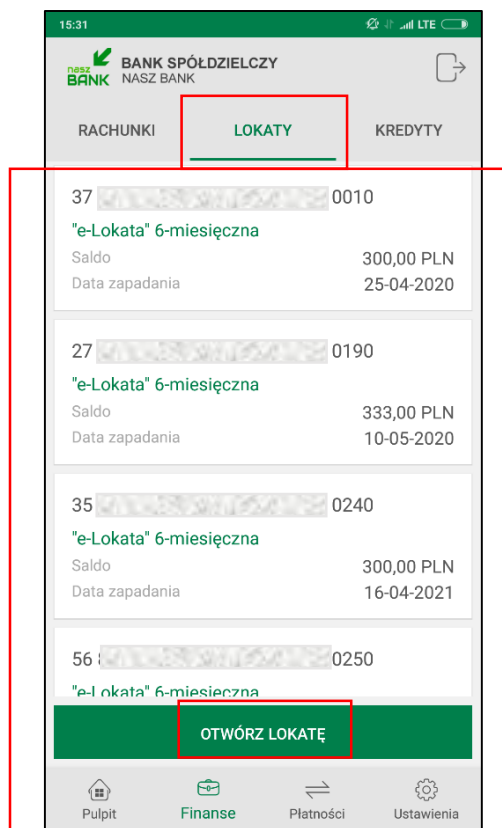 15:31 LTE
nasz BANK BANK SPÓŁDZIELCZY
NASZ BANK
RACHUNKI LOKATY KREDYTY
37 0010
"e-Lokata" 6-miesięczna
Saldo 300,00 PLN
Data zapadania 25-04-2020
27 0190
"e-Lokata" 6-miesięczna
Saldo 333,00 PLN
Data zapadania 10-05-2020
35 0240
"e-Lokata" 6-miesięczna
Saldo 300,00 PLN
Data zapadania 16-04-2021
56 0250
"e-Lokata" 6-miesięczna
OTWÓRZ LOKATĘ
Pulpit Finanse Płatności Ustawienia